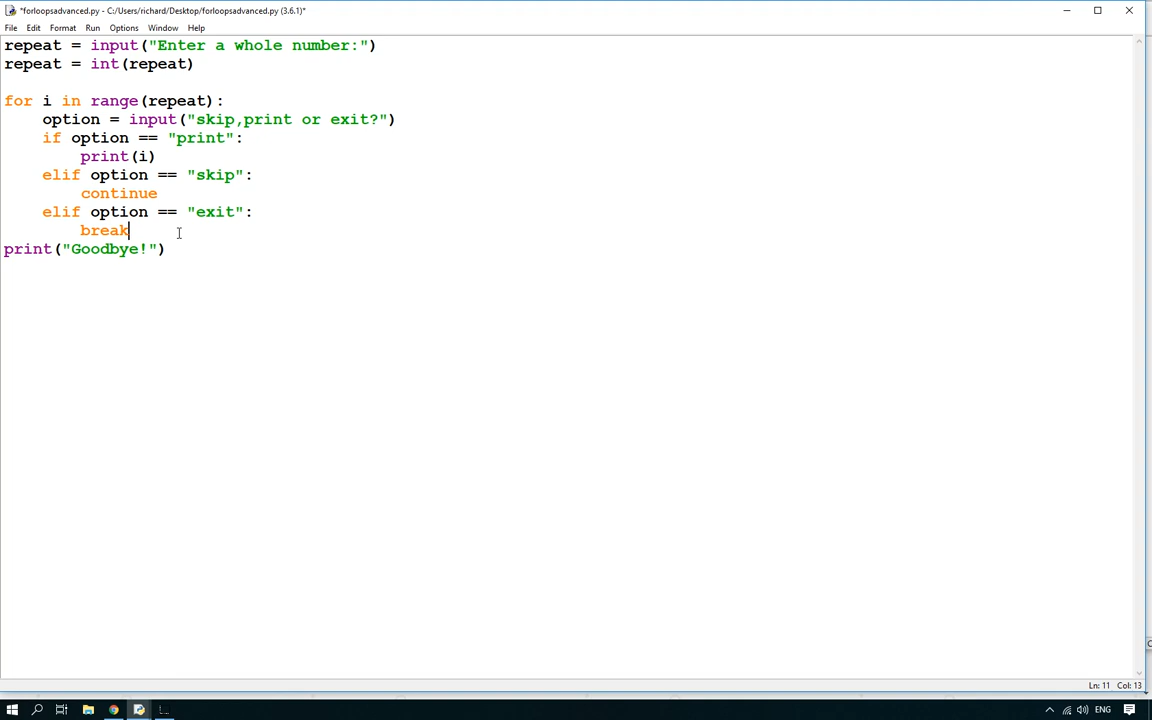 *forloopsadvanced.py - C:/Users/richard/Desktop/forloopsadvanced.py (3.6.1)*
File Edit Format Run Options Window Help
repeat = input("Enter a whole number:")
repeat = int(repeat)
for i in range(repeat):
    option = input("skip,print or exit?")
    if option == "print":
        print(i)
    elif option == "skip":
        continue
    elif option == "exit":
        break
print("Goodbye!")
Ln: 11 Col: 13
ENG